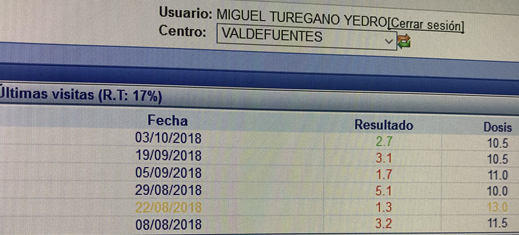 Usuario: MIGUEL TUREGANO YEDRO[Cerrar sesión]
Centro: VALDEFUENTES
Últimas visitas (R.T: 17%)
Fecha Resultado Dosis
03/10/2018 2.7 10.5
19/09/2018 3.1 10.5
05/09/2018 1.7 11.0
29/08/2018 5.1 10.0
22/08/2018 1.3 13.0
08/08/2018 3.2 11.5